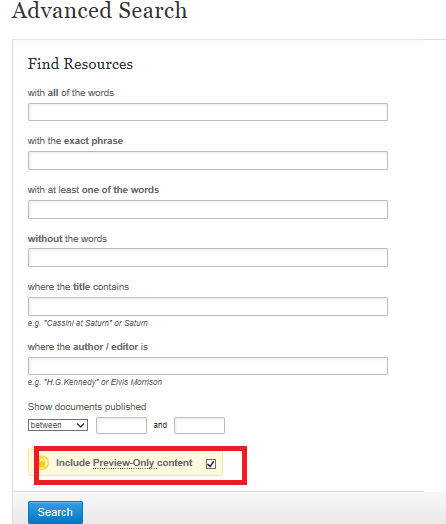 Advanced Search
Find Resources
with all of the words
with the exact phrase
with at least one of the words
without the words
where the title contains
e.g. "Cassini at Saturn" or Saturn
where the author / editor is
e.g. "H.G.Kennedy" or Elvis Morrison
Show documents published
between and
Include Preview-Only content
Search